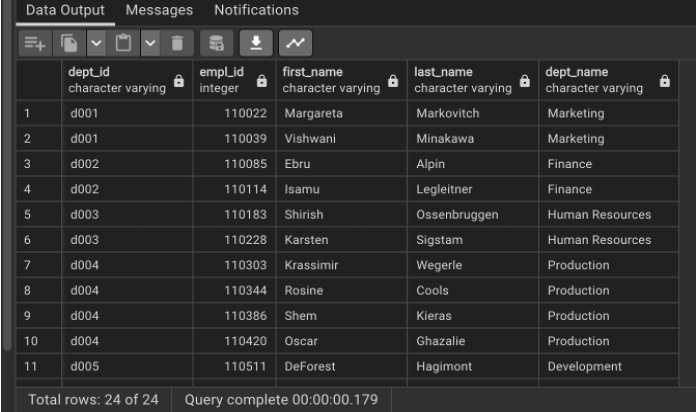 Data Output Messages Notifications
dept_id empl_id first_name last_name dept_name
character varying integer character varying character varying character varying
1 d001 110022 Margareta Markovitch Marketing
2 d001 110039 Vishwani Minakawa Marketing
3 d002 110085 Ebru Alpin Finance
4 d002 110114 Isamu Legleitner Finance
5 d003 110183 Shirish Ossenbruggen Human Resources
6 d003 110228 Karsten Sigstam Human Resources
7 d004 110303 Krassimir Wegerle Production
8 d004 110344 Rosine Cools Production
9 d004 110386 Shem Kieras Production
10 d004 110420 Oscar Ghazalie Production
11 d005 110511 DeForest Hagimont Development
Total rows: 24 of 24 Query complete 00:00:00.179